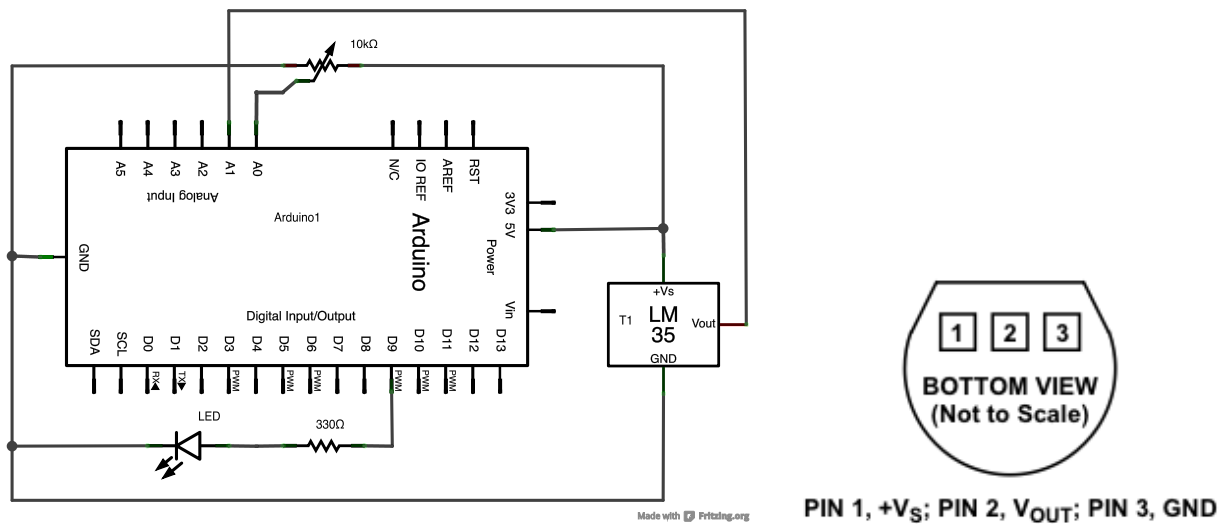 10kΩ
A5
A4
A3
A2
A1
A0
N/C
IO REF
AREF
RST
Analog Input
Arduino1
Arduino
3V3
5V
Power
GND
Vin
Digital Input/Output
SDA
SCL
D0
D1
D2
D3
D4
D5
D6
D7
D8
D9
D10
D11
D12
D13
RX
TX
PWM
PWM
PWM
PWM
PWM
PWM
+Vs
T1
LM
35
Vout
GND
LED
330Ω
Made with Fritzing.org
1 2 3
BOTTOM VIEW
(Not to Scale)
PIN 1, +VS; PIN 2, VOUT; PIN 3, GND